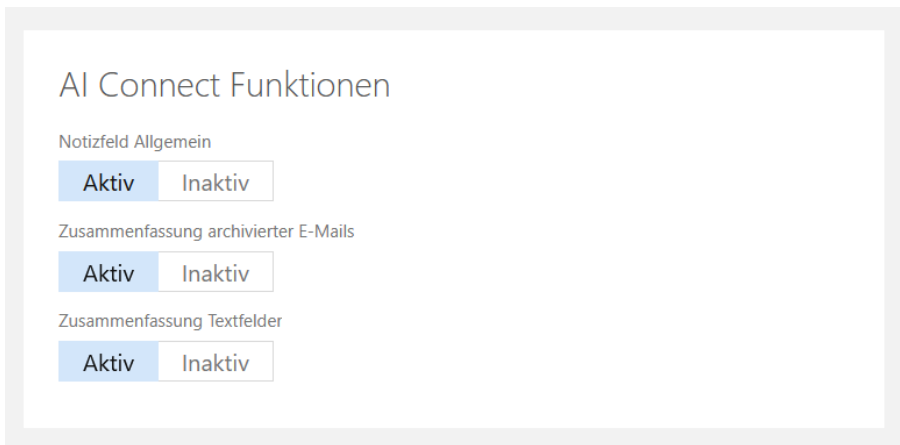 AI Connect Funktionen
Notizfeld Allgemein
Aktiv Inaktiv
Zusammenfassung archivierter E-Mails
Aktiv Inaktiv
Zusammenfassung Textfelder
Aktiv Inaktiv